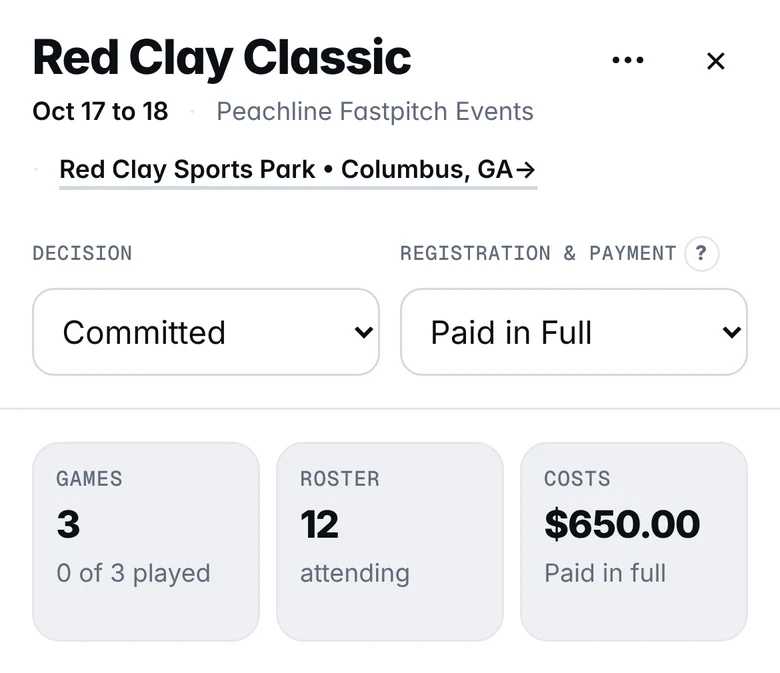 Red Clay Classic
Oct 17 to 18 · Peachline Fastpitch Events
· Red Clay Sports Park • Columbus, GA→
DECISION
REGISTRATION & PAYMENT ?
Committed
Paid in Full
GAMES
3
0 of 3 played
ROSTER
12
attending
COSTS
$650.00
Paid in full